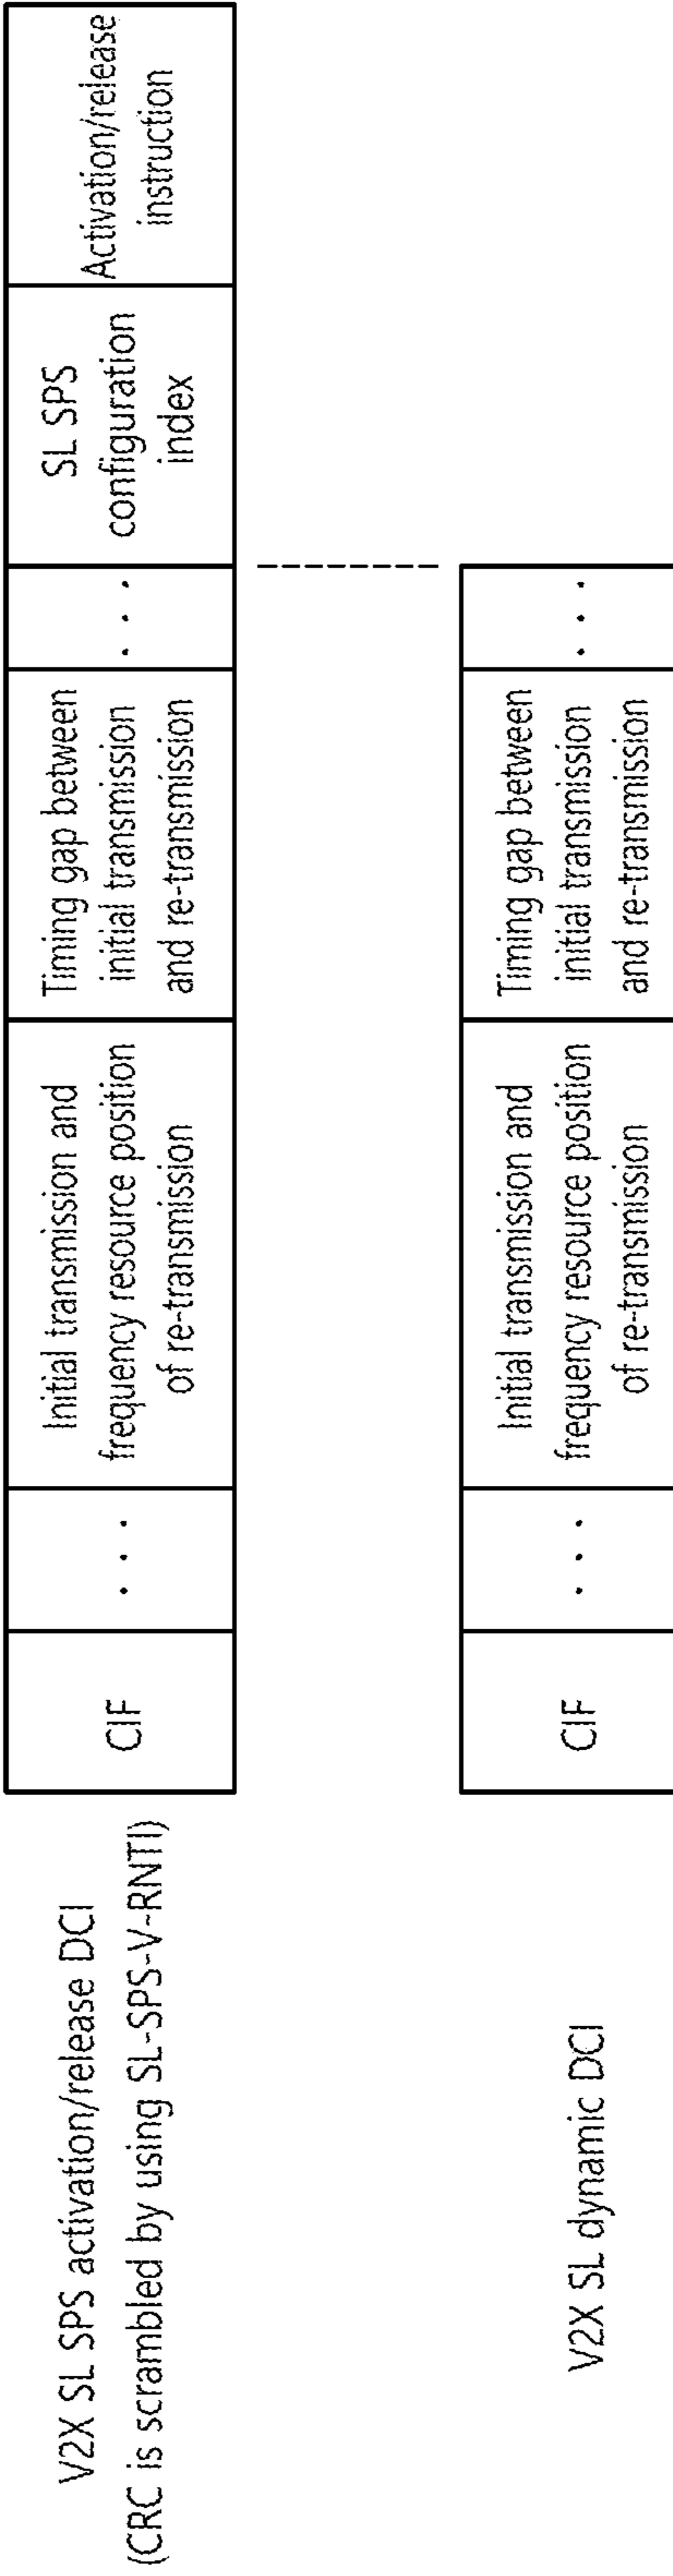 V2X SL SPS activation/release DCI
(CRC is scrambled by using SL-SPS-V-RNTI)
CIF
. . .
Initial transmission and
frequency resource position
of re-transmission
Timing gap between
initial transmission
and re-transmission
. . .
SL SPS
configuration
index
Activation/release
instruction
V2X SL dynamic DCI
CIF
. . .
Initial transmission and
frequency resource position
of re-transmission
Timing gap between
initial transmission
and re-transmission
. . .